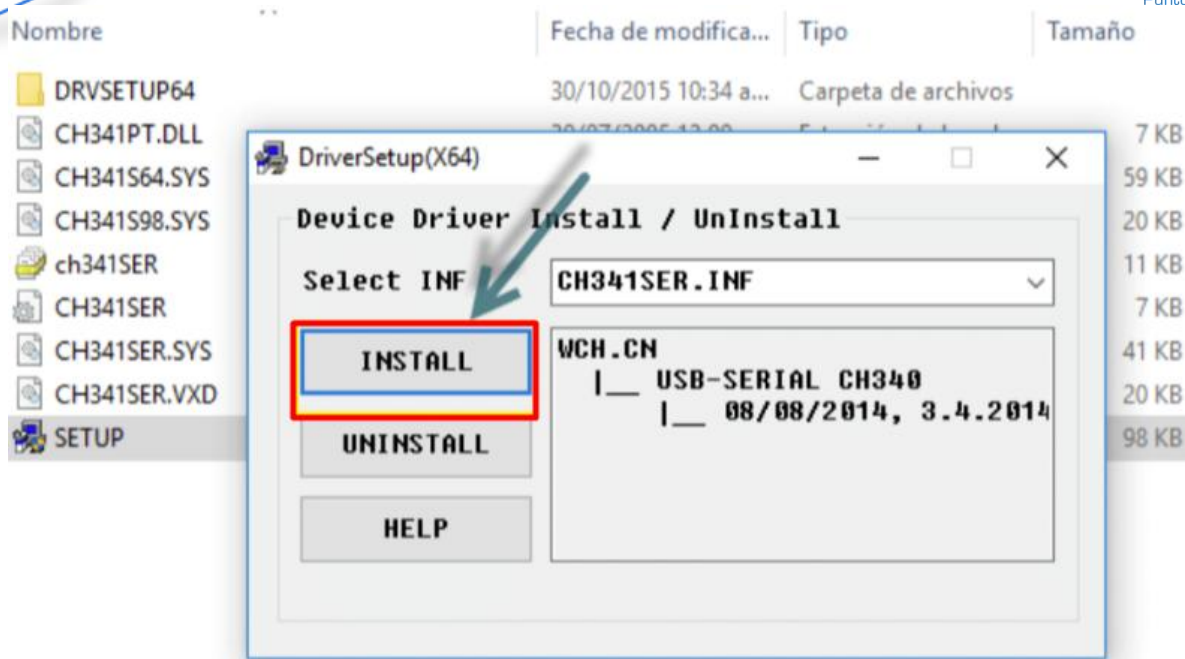 Nombre Fecha de modifica... Tipo Tamaño
DRVSETUP64 30/10/2015 10:34 a... Carpeta de archivos
CH341PT.DLL 7 KB
CH341S64.SYS 59 KB
CH341S98.SYS 20 KB
ch341SER 11 KB
CH341SER 7 KB
CH341SER.SYS 41 KB
CH341SER.VXD 20 KB
SETUP 98 KB
DriverSetup(X64)
Device Driver Install / UnInstall
Select INF CH341SER.INF
INSTALL
UNINSTALL
HELP
WCH.CN
|__ USB-SERIAL CH340
|__ 08/08/2014, 3.4.2014